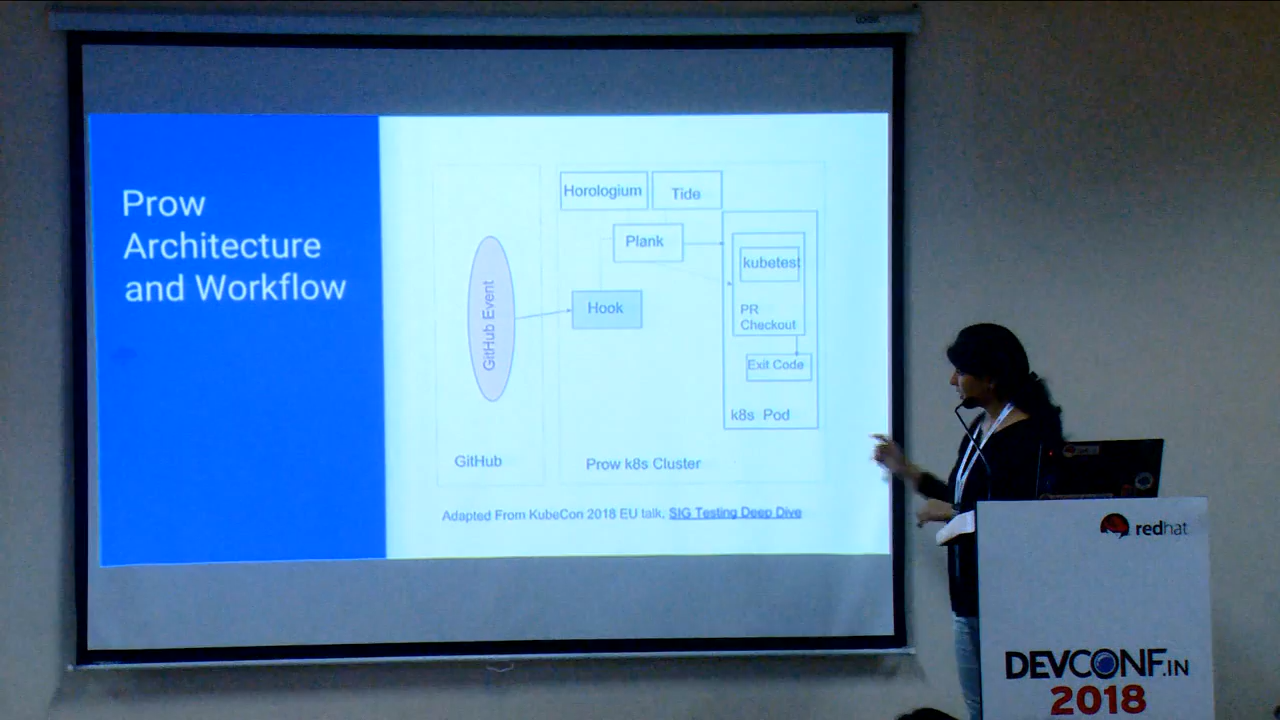 Prow
Architecture
and Workflow
Horologium
Tide
Plank
kubetest
Hook
PR
Checkout
GitHub Event
Exit Code
k8s Pod
GitHub
Prow k8s Cluster
Adapted From KubeCon 2018 EU talk, SIG Testing Deep Dive
redhat
DEVCONF.IN
2018